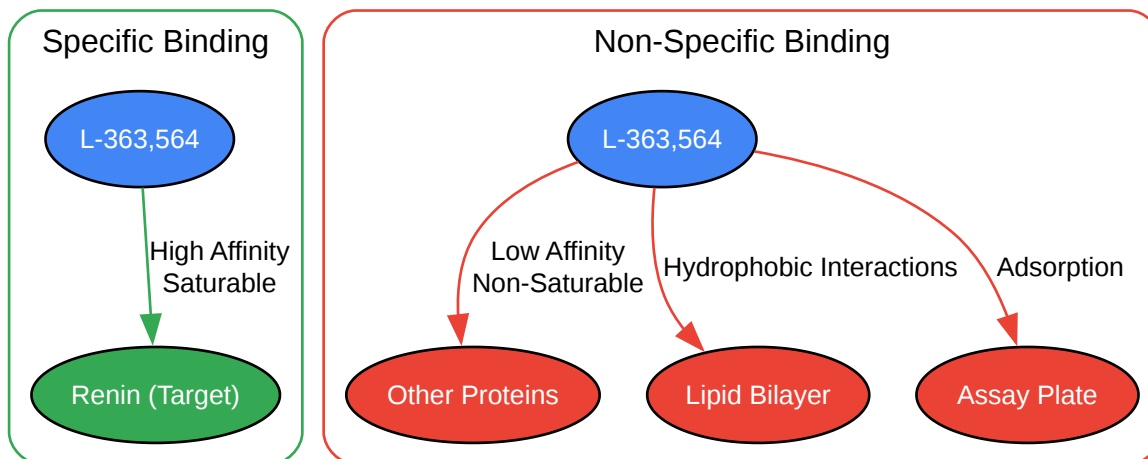 Specific Binding
L-363,564
High Affinity
Saturable
Renin (Target)
Non-Specific Binding
L-363,564
Low Affinity
Non-Saturable
Hydrophobic Interactions
Adsorption
Other Proteins
Lipid Bilayer
Assay Plate